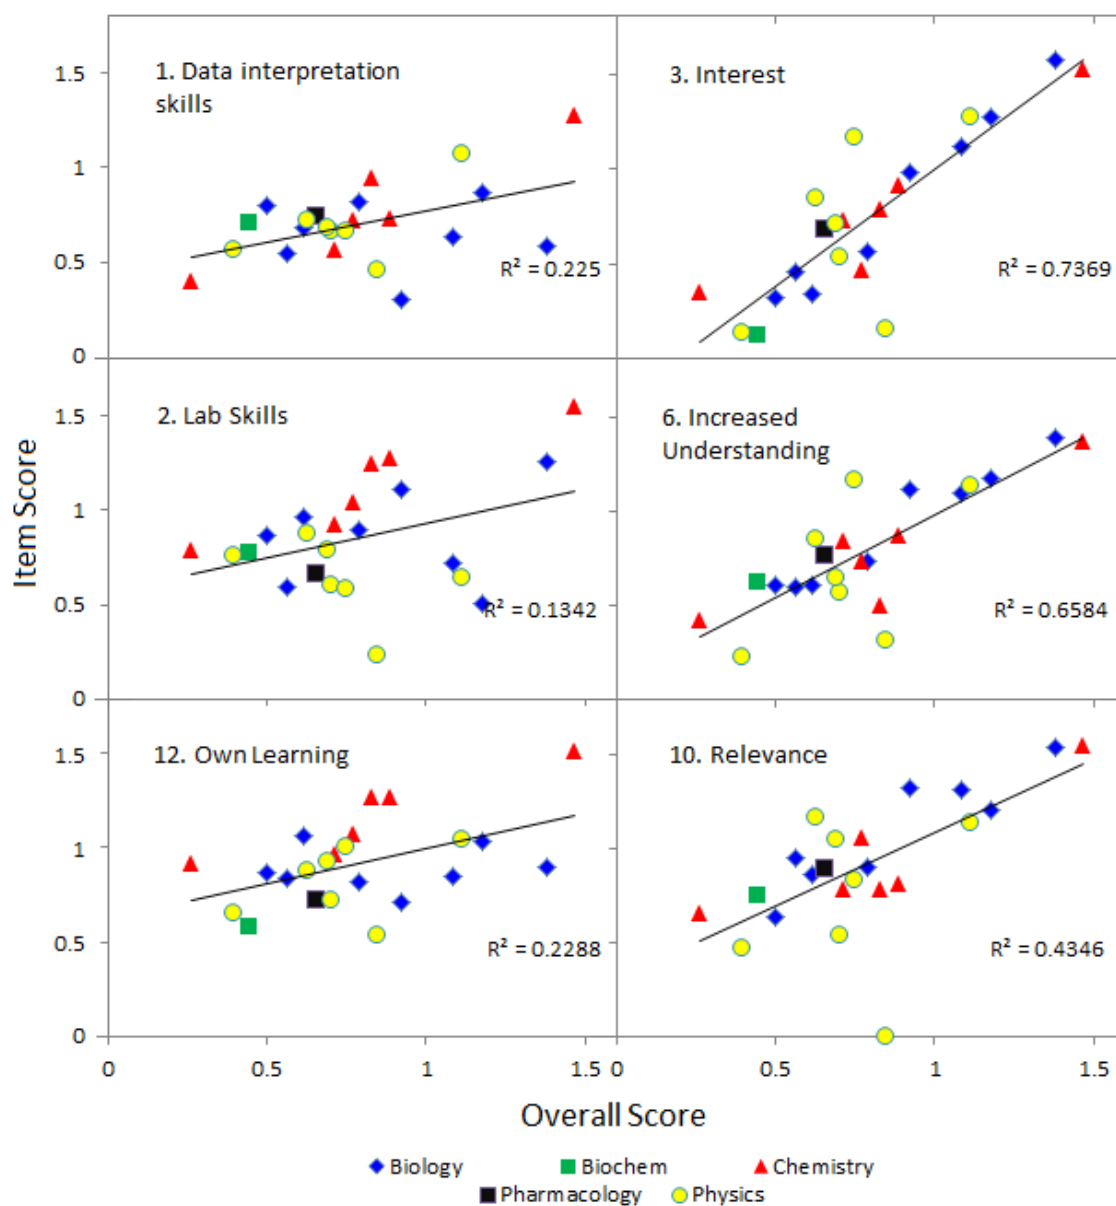 1. Data interpretation
skills
R² = 0.225
3. Interest
R² = 0.7369
2. Lab Skills
R² = 0.1342
6. Increased
Understanding
R² = 0.6584
12. Own Learning
R² = 0.2288
10. Relevance
R² = 0.4346
1.5
1
0.5
0
1.5
1
0.5
0
1.5
1
0.5
0
Item Score
0 0.5 1 1.5 0 0.5 1 1.5
Overall Score
Biology Biochem Chemistry
Pharmacology Physics